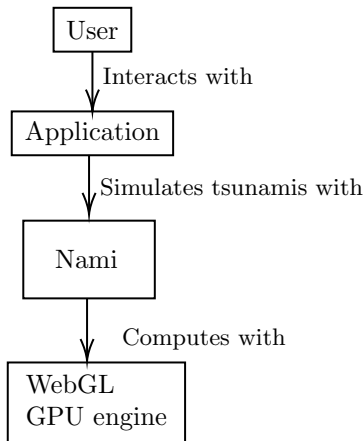 User
Interacts with
Application
Simulates tsunamis with
Nami
Computes with
WebGL
GPU engine